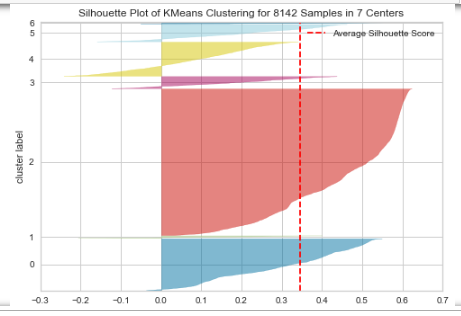 Silhouette Plot of KMeans Clustering for 8142 Samples in 7 Centers
Average Silhouette Score
cluster label
6
5
4
3
2
1
0
−0.3 −0.2 −0.1 0.0 0.1 0.2 0.3 0.4 0.5 0.6 0.7